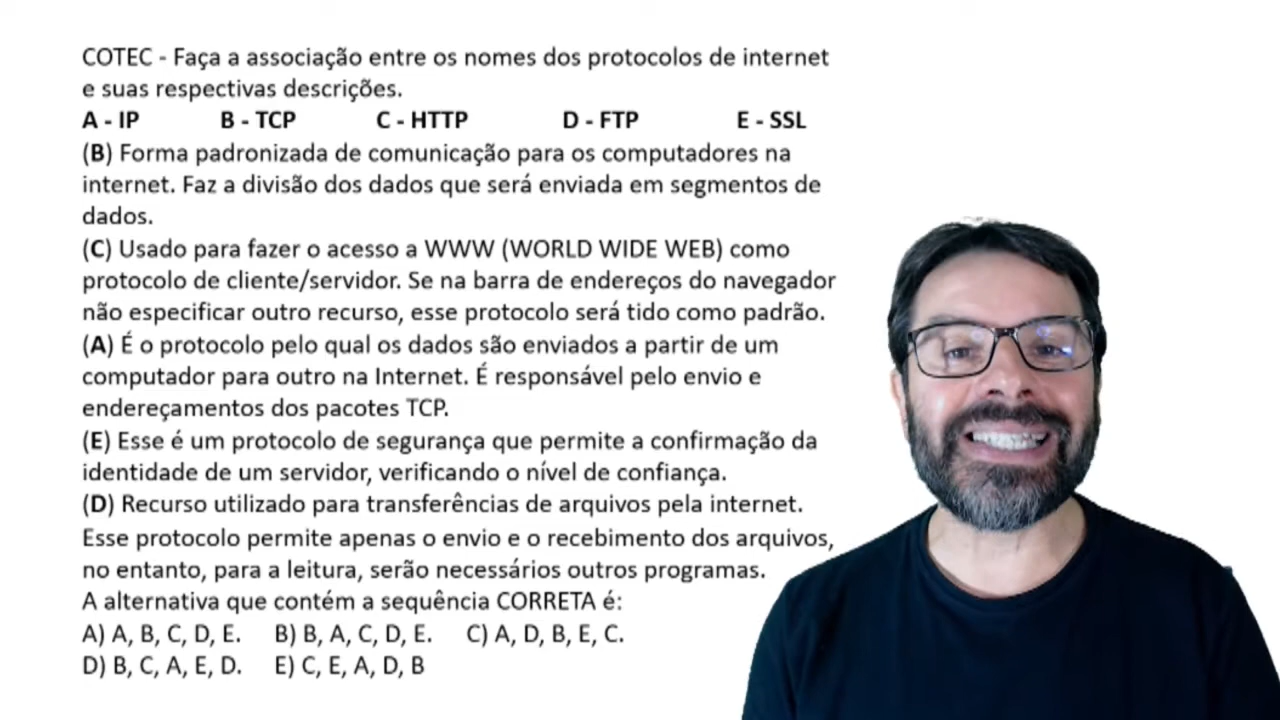 COTEC - Faça a associação entre os nomes dos protocolos de internet
e suas respectivas descrições.
A - IP B - TCP C - HTTP D - FTP E - SSL
(B) Forma padronizada de comunicação para os computadores na
internet. Faz a divisão dos dados que será enviada em segmentos de
dados.
(C) Usado para fazer o acesso a WWW (WORLD WIDE WEB) como
protocolo de cliente/servidor. Se na barra de endereços do navegador
não especificar outro recurso, esse protocolo será tido como padrão.
(A) É o protocolo pelo qual os dados são enviados a partir de um
computador para outro na Internet. É responsável pelo envio e
endereçamentos dos pacotes TCP.
(E) Esse é um protocolo de segurança que permite a confirmação da
identidade de um servidor, verificando o nível de confiança.
(D) Recurso utilizado para transferências de arquivos pela internet.
Esse protocolo permite apenas o envio e o recebimento dos arquivos,
no entanto, para a leitura, serão necessários outros programas.
A alternativa que contém a sequência CORRETA é:
A) A, B, C, D, E. B) B, A, C, D, E. C) A, D, B, E, C.
D) B, C, A, E, D. E) C, E, A, D, B